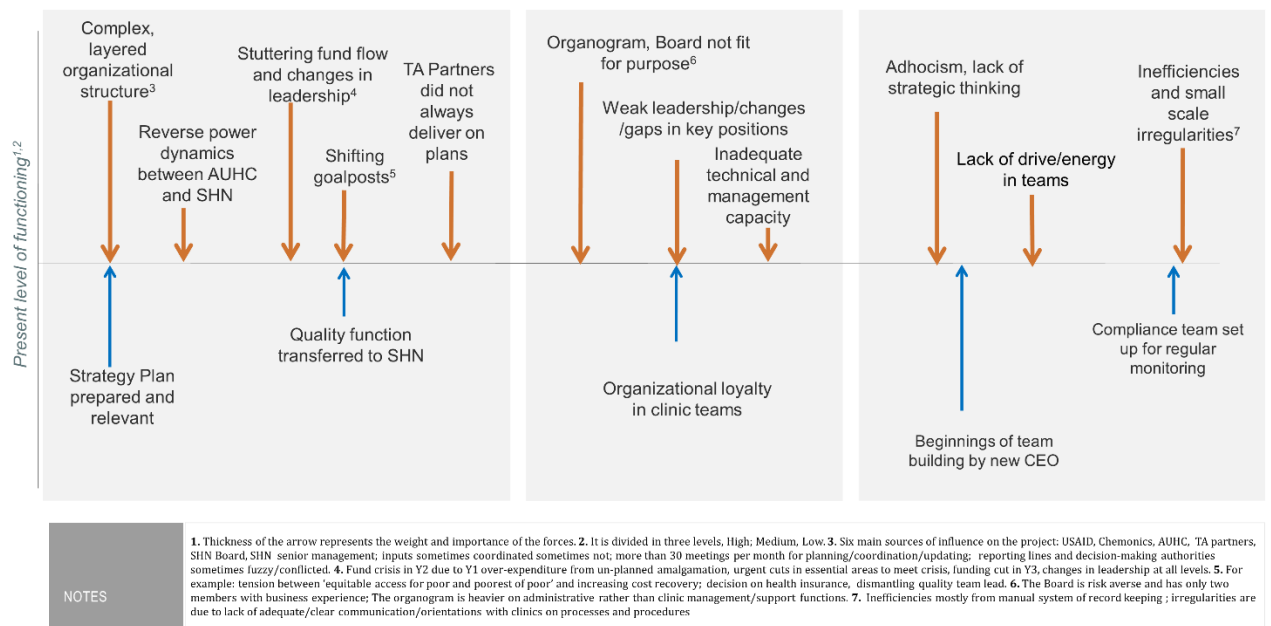 Present level of functioning1,2
Complex,
layered
organizational
structure3
Reverse power
dynamics
between AUHC
and SHN
Stuttering fund flow
and changes in
leadership4
Shifting
goalposts5
TA Partners
did not
always
deliver on
plans
Strategy Plan
prepared and
relevant
Quality function
transferred to SHN
Organogram, Board not fit
for purpose6
Weak leadership/changes
/gaps in key positions
Inadequate
technical and
management
capacity
Organizational loyalty
in clinic teams
Adhocism, lack of
strategic thinking
Lack of drive/energy
in teams
Inefficiencies
and small
scale
irregularities7
Beginnings of team
building by new CEO
Compliance team set
up for regular
monitoring
NOTES
1. Thickness of the arrow represents the weight and importance of the forces. 2. It is divided in three levels, High; Medium, Low. 3. Six main sources of influence on the project: USAID, Chemonics, AUHC, TA partners,
SHN Board, SHN senior management; inputs sometimes coordinated sometimes not; more than 30 meetings per month for planning/coordination/updating; reporting lines and decision-making authorities
sometimes fuzzy/conflicted. 4. Fund crisis in Y2 due to Y1 over-expenditure from un-planned amalgamation, urgent cuts in essential areas to meet crisis, funding cut in Y3, changes in leadership at all levels. 5. For
example: tension between 'equitable access for poor and poorest of poor' and increasing cost recovery; decision on health insurance, dismantling quality team lead. 6. The Board is risk averse and has only two
members with business experience; The organogram is heavier on administrative rather than clinic management/support functions. 7. Inefficiencies mostly from manual system of record keeping ; irregularities are
due to lack of adequate/clear communication/orientations with clinics on processes and procedures